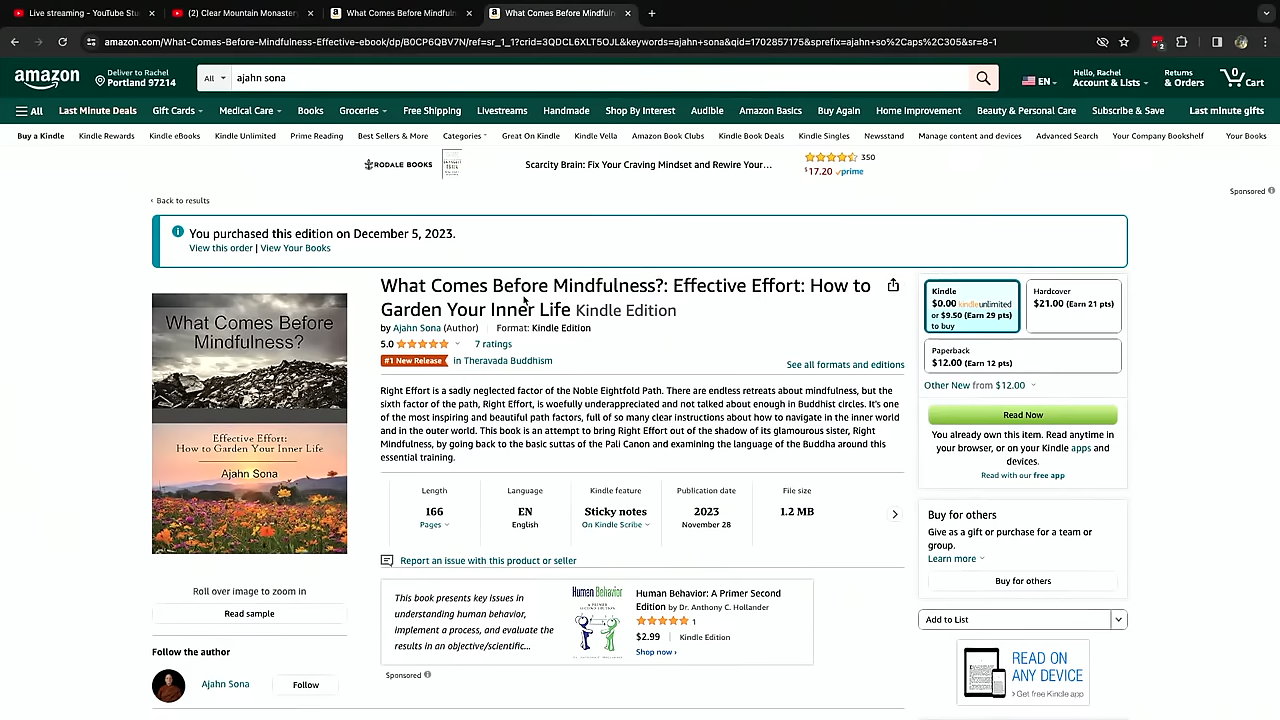 Live streaming - YouTube Stu
(2) Clear Mountain Monastery
What Comes Before Mindfuln
What Comes Before Mindfuln
amazon.com/What-Comes-Before-Mindfulness-Effective-ebook/dp/B0CP6QBV7N/ref=sr_1_1?crid=3QDCL6XLT5OJL&keywords=ajahn+sona&qid=1702857175&sprefix=ajahn+so%2Caps%2C305&sr=8-1
amazon
Deliver to Rachel
Portland 97214
All
ajahn sona
EN
Hello, Rachel
Account & Lists
Returns
& Orders
0
Cart
All
Last Minute Deals
Gift Cards
Medical Care
Books
Groceries
Free Shipping
Livestreams
Handmade
Shop By Interest
Audible
Amazon Basics
Buy Again
Home Improvement
Beauty & Personal Care
Subscribe & Save
Last minute gifts
Buy a Kindle
Kindle Rewards
Kindle eBooks
Kindle Unlimited
Prime Reading
Best Sellers & More
Categories
Great On Kindle
Kindle Vella
Amazon Book Clubs
Kindle Book Deals
Kindle Singles
Newsstand
Manage content and devices
Advanced Search
Your Company Bookshelf
Your Books
RODALE BOOKS
Scarcity Brain: Fix Your Craving Mindset and Rewire Your...
350
$17.20 prime
Sponsored
‹ Back to results
You purchased this edition on December 5, 2023.
View this order | View Your Books
What Comes Before
Mindfulness?
Effective Effort:
How to Garden Your Inner Life
Ajahn Sona
Roll over image to zoom in
Read sample
Follow the author
Ajahn Sona
Follow
What Comes Before Mindfulness?: Effective Effort: How to
Garden Your Inner Life Kindle Edition
by Ajahn Sona (Author) | Format: Kindle Edition
5.0
7 ratings
#1 New Release in Theravada Buddhism
See all formats and editions
Right Effort is a sadly neglected factor of the Noble Eightfold Path. There are endless retreats about mindfulness, but the
sixth factor of the path, Right Effort, is woefully underappreciated and not talked about enough in Buddhist circles. It's one
of the most inspiring and beautiful path factors, full of so many clear instructions about how to navigate in the inner world
and in the outer world. This book is an attempt to bring Right Effort out of the shadow of its glamourous sister, Right
Mindfulness, by going back to the basic suttas of the Pali Canon and examining the language of the Buddha around this
essential training.
Length
166
Pages
Language
EN
English
Kindle feature
Sticky notes
On Kindle Scribe
Publication date
2023
November 28
File size
1.2 MB
Report an issue with this product or seller
This book presents key issues in
understanding human behavior,
implement a process, and evaluate the
results in an objective/scientific...
Human Behavior
Human Behavior: A Primer Second
Edition by Dr. Anthony C. Hollander
1
$2.99 | Kindle Edition
Shop now ›
Sponsored
Kindle
$0.00 kindleunlimited
or $9.50 (Earn 29 pts)
to buy
Hardcover
$21.00 (Earn 21 pts)
Paperback
$12.00 (Earn 12 pts)
Other New from $12.00
Read Now
You already own this item. Read anytime in
your browser, or on your Kindle apps and
devices.
Read with our free app
Buy for others
Give as a gift or purchase for a team or
group.
Learn more
Buy for others
Add to List
READ ON
ANY DEVICE
› Get free Kindle app